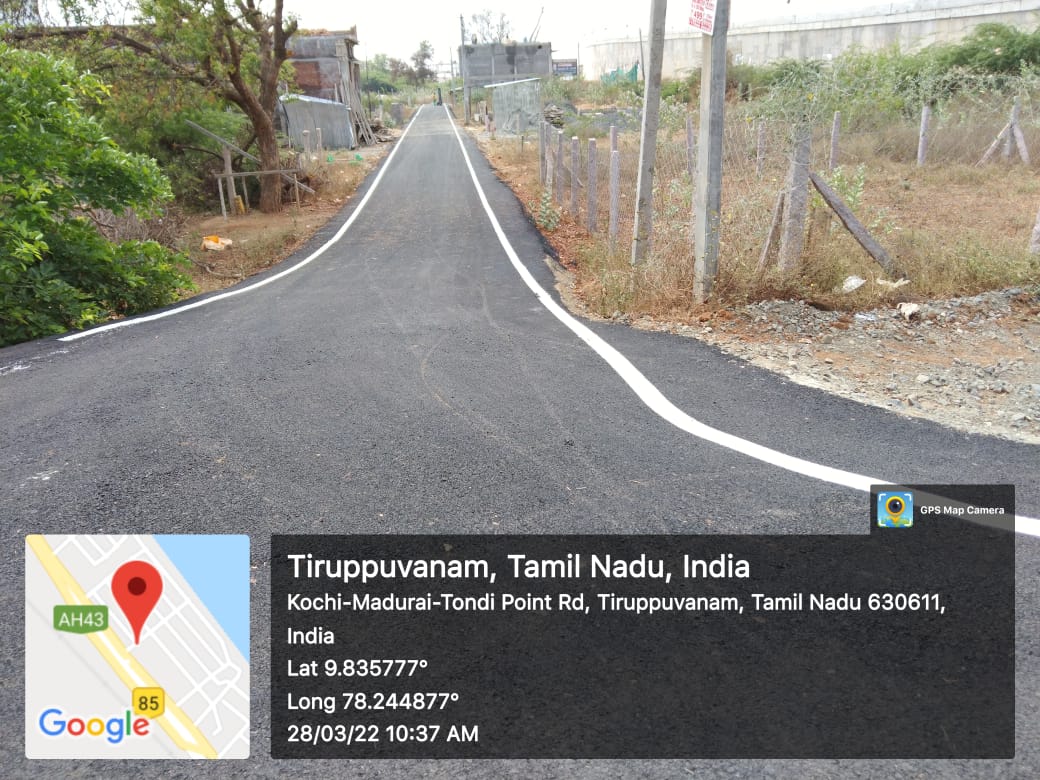 499
GPS Map Camera
AH43
85
Google
Tiruppuvanam, Tamil Nadu, India
Kochi-Madurai-Tondi Point Rd, Tiruppuvanam, Tamil Nadu 630611,
India
Lat 9.835777°
Long 78.244877°
28/03/22 10:37 AM